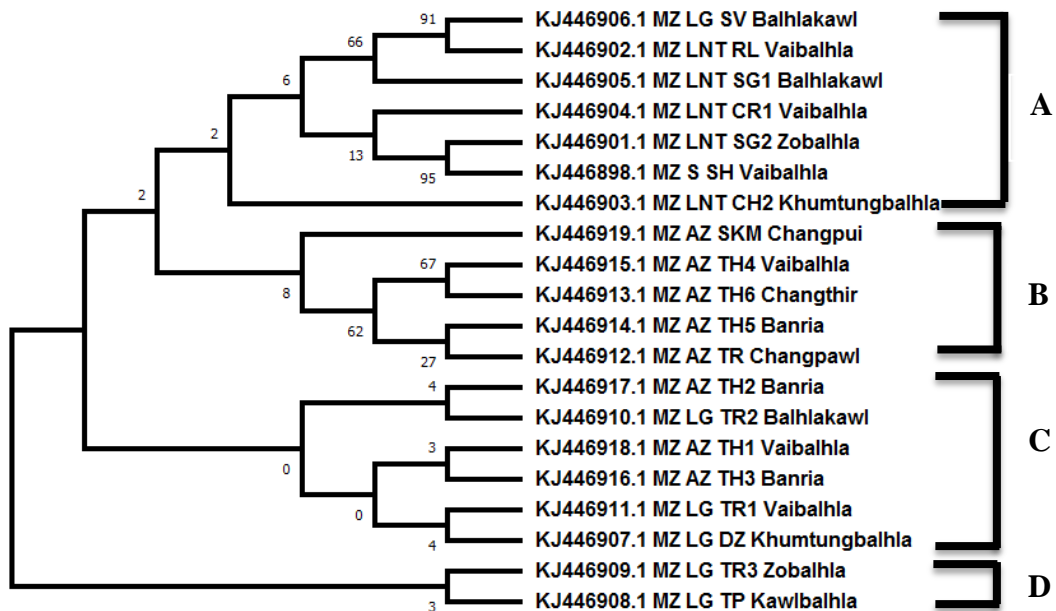 91
KJ446906.1 MZ LG SV Balhlakawl
66
KJ446902.1 MZ LNT RL Vaibalhla
6
KJ446905.1 MZ LNT SG1 Balhlakawl
A
KJ446904.1 MZ LNT CR1 Vaibalhla
2
KJ446901.1 MZ LNT SG2 Zobalhla
13
95
KJ446898.1 MZ S SH Vaibalhla
2
KJ446903.1 MZ LNT CH2 Khumtungbalhla
KJ446919.1 MZ AZ SKM Changpui
67
KJ446915.1 MZ AZ TH4 Vaibalhla
8
KJ446913.1 MZ AZ TH6 Changthir
B
62
KJ446914.1 MZ AZ TH5 Banria
27
KJ446912.1 MZ AZ TR Changpawl
4
KJ446917.1 MZ AZ TH2 Banria
KJ446910.1 MZ LG TR2 Balhlakawl
C
3
KJ446918.1 MZ AZ TH1 Vaibalhla
0
KJ446916.1 MZ AZ TH3 Banria
0
KJ446911.1 MZ LG TR1 Vaibalhla
4
KJ446907.1 MZ LG DZ Khumtungbalhla
KJ446909.1 MZ LG TR3 Zobalhla
D
3
KJ446908.1 MZ LG TP Kawlbalhla